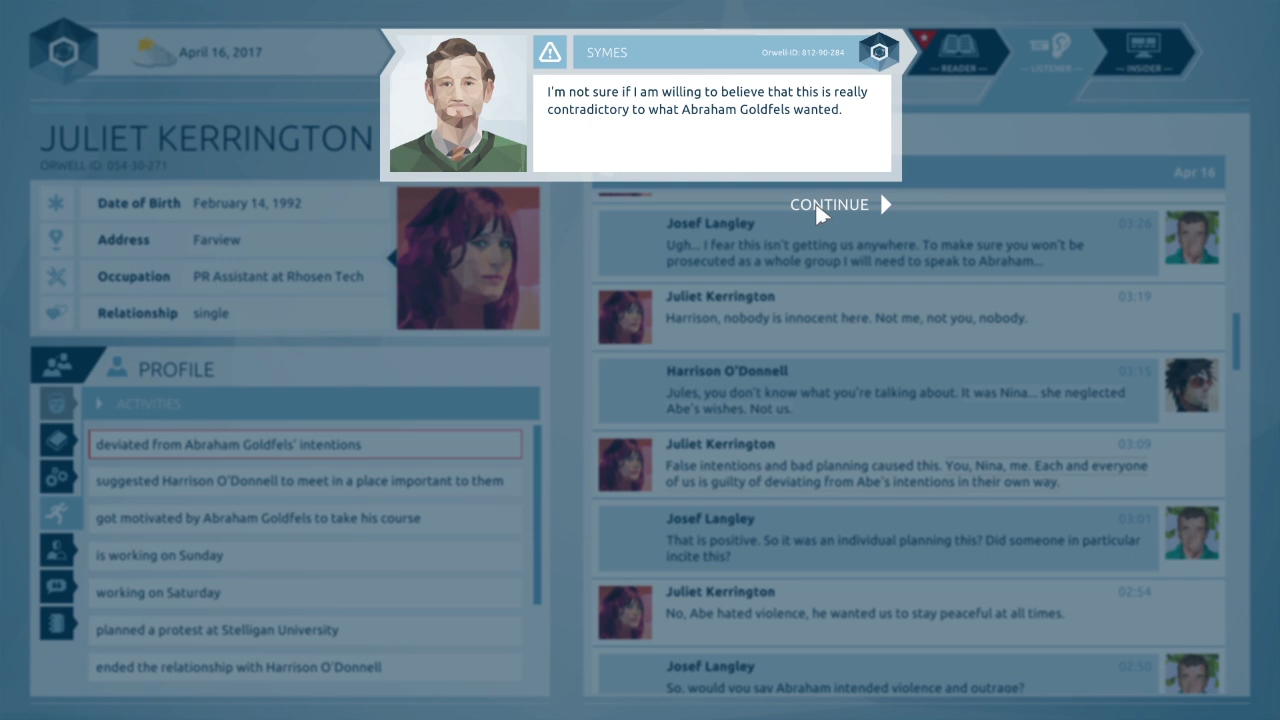 April 16, 2017
SYMES
Orwell-ID: 812-90-284
I'm not sure if I am willing to believe that this is really
contradictory to what Abraham Goldfels wanted.
CONTINUE
READER
LISTENER
INSIDER
JULIET KERRINGTON
ORWELL ID: 054-30-271
Date of Birth February 14, 1992
Address Farview
Occupation PR Assistant at Rhosen Tech
Relationship single
PROFILE
ACTIVITIES
deviated from Abraham Goldfels' intentions
suggested Harrison O'Donnell to meet in a place important to them
got motivated by Abraham Goldfels to take his course
is working on Sunday
working on Saturday
planned a protest at Stelligan University
ended the relationship with Harrison O'Donnell
Apr 16
Josef Langley 03:26
Ugh... I fear this isn't getting us anywhere. To make sure you won't be
prosecuted as a whole group I will need to speak to Abraham...
Juliet Kerrington 03:19
Harrison, nobody is innocent here. Not me, not you, nobody.
Harrison O'Donnell 03:15
Jules, you don't know what you're talking about. It was Nina... she neglected
Abe's wishes. Not us.
Juliet Kerrington 03:09
False intentions and bad planning caused this. You, Nina, me. Each and everyone
of us is guilty of deviating from Abe's intentions in their own way.
Josef Langley 03:01
That is positive. So it was an individual planning this? Did someone in particular
incite this?
Juliet Kerrington 02:54
No, Abe hated violence, he wanted us to stay peaceful at all times.
Josef Langley 02:50
So, would you say Abraham intended violence and outrage?